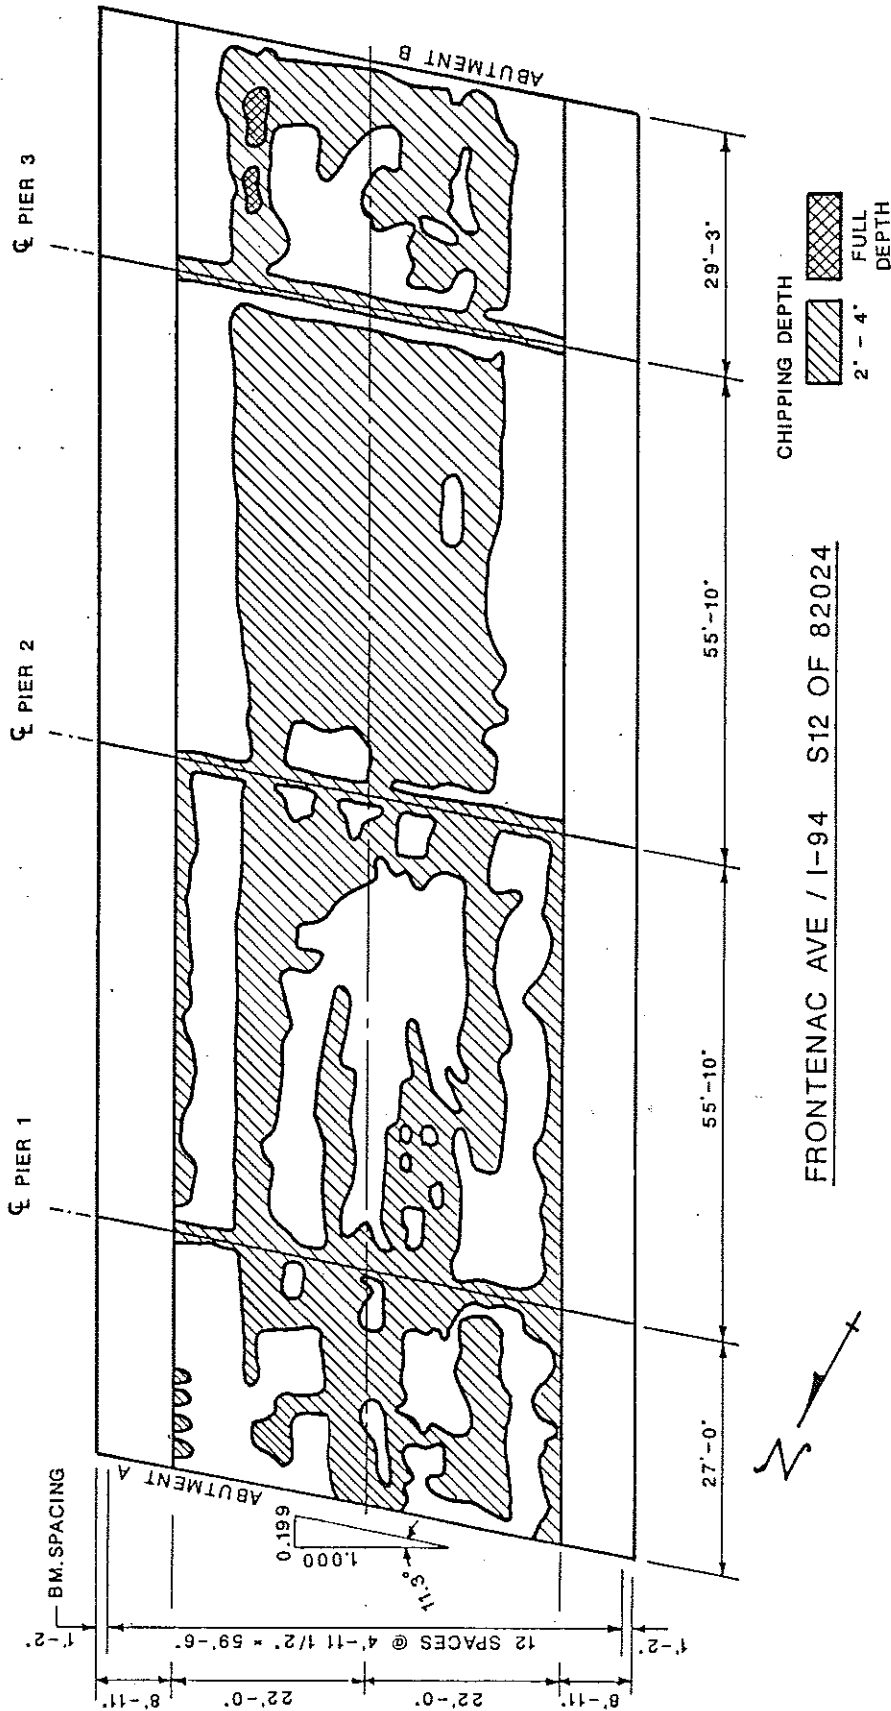 ℄ PIER 1
℄ PIER 2
℄ PIER 3
BM. SPACING
ABUTMENT A
ABUTMENT B
1'-2"
12 SPACES @ 4'-11 1/2" = 59'-6"
1'-2"
8'-11"
22'-0"
22'-0"
8'-11"
0.199
1.000
11.3°
27'-0"
55'-10"
55'-10"
29'-3"
N
CHIPPING DEPTH
2" - 4"
FULL
DEPTH
FRONTENAC AVE / I-94 S12 OF 82024